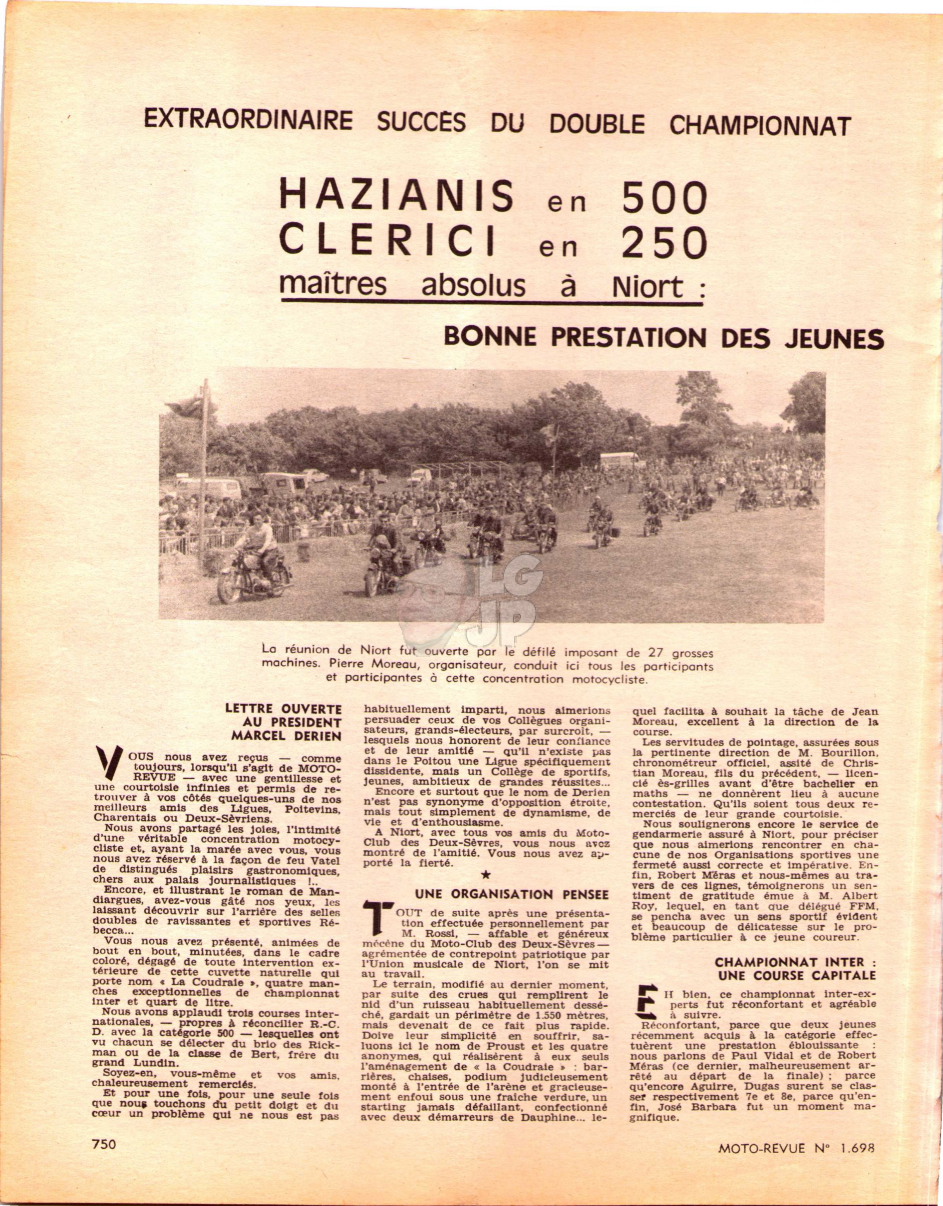 EXTRAORDINAIRE SUCCÈS DU DOUBLE CHAMPIONNAT
HAZIANIS en 500
CLERICI en 250
maîtres absolus à Niort :
BONNE PRESTATION DES JEUNES
LG
JP
La réunion de Niort fut ouverte par le défilé imposant de 27 grosses
machines. Pierre Moreau, organisateur, conduit ici tous les participants
et participantes à cette concentration motocycliste.
LETTRE OUVERTE
AU PRESIDENT
MARCEL DERIEN
VOUS nous avez reçus — comme
toujours, lorsqu'il s'agit de MOTO-
REVUE — avec une gentillesse et
une courtoisie infinies et permis de re-
trouver à vos côtés quelques-uns de nos
meilleurs amis des Ligues, Poitevins,
Charentais ou Deux-Sèvriens.
Nous avons partagé les joies, l'intimité
d'une véritable concentration motocy-
cliste et, ayant la marée avec vous, vous
nous avez réservé à la façon de feu Vatel
de distingués plaisirs gastronomiques,
chers aux palais journalistiques !..
Encore, et illustrant le roman de Man-
diargues, avez-vous gâté nos yeux, les
laissant découvrir sur l'arrière des selles
doubles de ravissantes et sportives Ré-
becca...
Vous nous avez présenté, animées de
bout en bout, minutées, dans le cadre
coloré, dégagé de toute intervention ex-
térieure de cette cuvette naturelle qui
porte nom « La Coudraie », quatre man-
ches exceptionnelles de championnat
inter et quart de litre.
Nous avons applaudi trois courses inter-
nationales, — propres à réconcilier R.-C.
D. avec la catégorie 500 — lesquelles ont
vu chacun se délecter du brio des Rick-
man ou de la classe de Bert, frère du
grand Lundin.
Soyez-en, vous-même et vos amis,
chaleureusement remerciés.
Et pour une fois, pour une seule fois
que nous touchons du petit doigt et du
cœur un problème qui ne nous est pas
habituellement imparti, nous aimerions
persuader ceux de vos Collègues organi-
sateurs, grands-électeurs, par surcroît, —
lesquels nous honorent de leur confiance
et de leur amitié — qu'il n'existe pas
dans le Poitou une Ligue spécifiquement
dissidente, mais un Collège de sportifs,
jeunes, ambitieux de grandes réussites...
Encore et surtout que le nom de Derien
n'est pas synonyme d'opposition étroite,
mais tout simplement de dynamisme, de
vie et d'enthousiasme.
A Niort, avec tous vos amis du Moto-
Club des Deux-Sèvres, vous nous avez
montré de l'amitié. Vous nous avez ap-
porté la fierté.
★
UNE ORGANISATION PENSEE
TOUT de suite après une présenta-
tion effectuée personnellement par
M. Rossi, — affable et généreux
mécène du Moto-Club des Deux-Sèvres —
agrémentée de contrepoint patriotique par
l'Union musicale de Niort, l'on se mit
au travail.
Le terrain, modifié au dernier moment,
par suite des crues qui remplirent le
nid d'un ruisseau habituellement dessé-
ché, gardait un périmètre de 1.550 mètres,
mais devenait de ce fait plus rapide.
Doive leur simplicité en souffrir, sa-
luons ici le nom de Proust et les quatre
anonymes, qui réalisèrent à eux seuls
l'aménagement de « la Coudraie » : bar-
rières, chaises, podium judicieusement
monté à l'entrée de l'arène et gracieuse-
ment enfoui sous une fraîche verdure, un
starting jamais défaillant, confectionné
avec deux démarreurs de Dauphine... le-
quel facilita à souhait la tâche de Jean
Moreau, excellent à la direction de la
course.
Les servitudes de pointage, assurées sous
la pertinente direction de M. Bourillon,
chronométreur officiel, assité de Chris-
tian Moreau, fils du précédent, — licen-
cié ès-grilles avant d'être bachelier en
maths — ne donnèrent lieu à aucune
contestation. Qu'ils soient tous deux re-
merciés de leur grande courtoisie.
Nous soulignerons encore le service de
gendarmerie assuré à Niort, pour préciser
que nous aimerions rencontrer en cha-
cune de nos Organisations sportives une
fermeté aussi correcte et impérative. En-
fin, Robert Mêras et nous-mêmes au tra-
vers de ces lignes, témoignerons un sen-
timent de gratitude émue à M. Albert
Roy, lequel, en tant que délégué FFM,
se pencha avec un sens sportif évident
et beaucoup de délicatesse sur le pro-
blème particulier à ce jeune coureur.
CHAMPIONNAT INTER :
UNE COURSE CAPITALE
EH bien, ce championnat inter-ex-
perts fut réconfortant et agréable
à suivre.
Réconfortant, parce que deux jeunes
récemment acquis à la catégorie effec-
tuèrent une prestation éblouissante :
nous parlons de Paul Vidal et de Robert
Méras (ce dernier, malheureusement ar-
rêté au départ de la finale) ; parce
qu'encore Aguirre, Dugas surent se clas-
ser respectivement 7e et 8e, parce qu'en-
fin, José Barbara fut un moment ma-
gnifique.
750
MOTO-REVUE N° 1.698